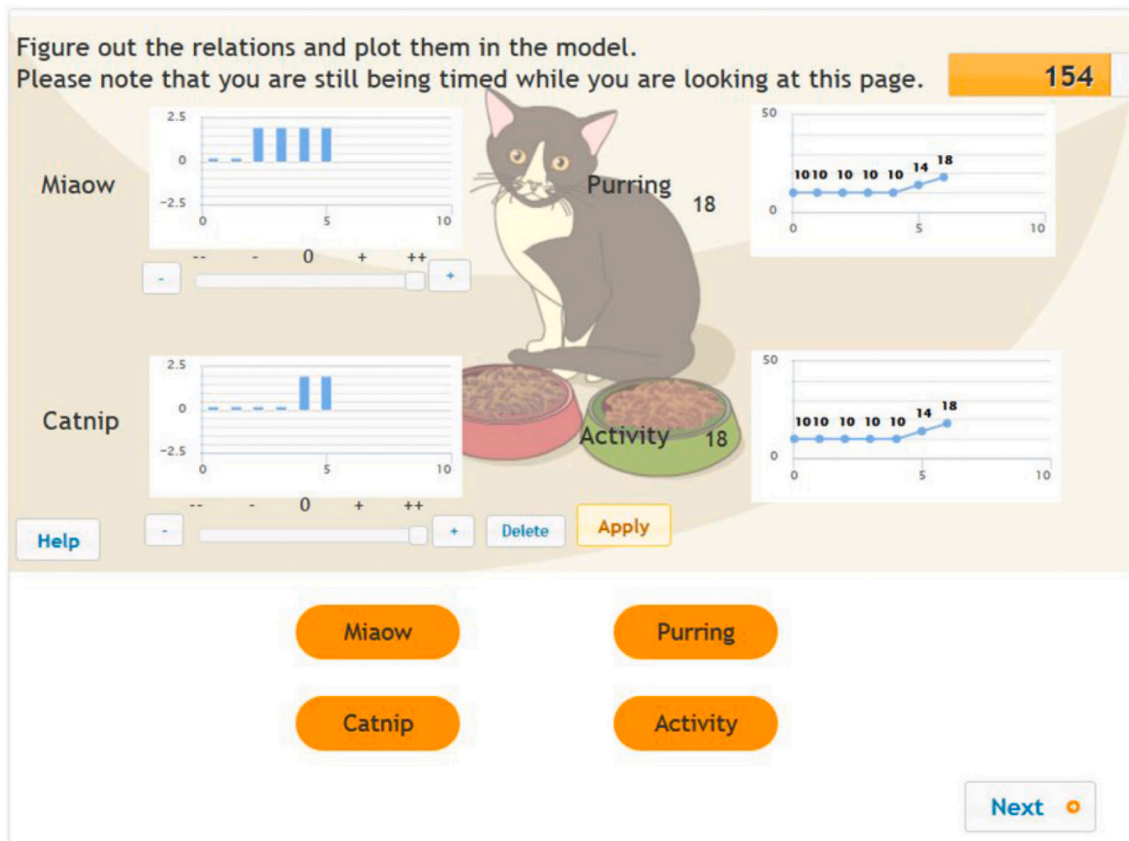 Figure out the relations and plot them in the model.
Please note that you are still being timed while you are looking at this page.
154
2.5
0
-2.5
0 5 10
Miaow
-- - 0 + ++
- +
Purring
18
50
0
10 10 10 10 10 14 18
0 5 10
2.5
0
-2.5
0 5 10
Catnip
-- - 0 + ++
- +
Activity 18
50
0
10 10 10 10 10 14 18
0 5 10
Help
Delete
Apply
Miaow Purring
Catnip Activity
Next